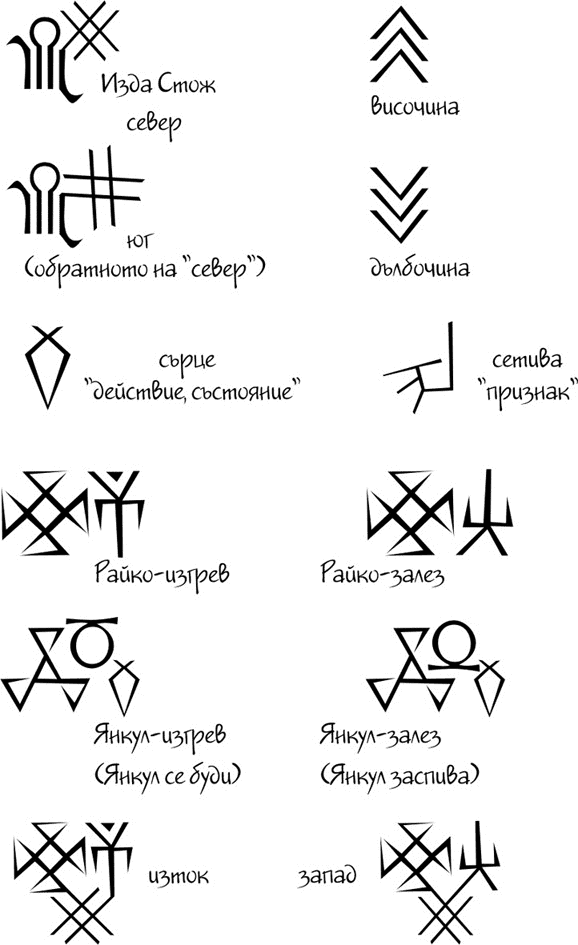 Изда Стож
север
височина
юг
(обратното на "север")
дълбочина
сърце
"действие, състояние"
сетива
"признак"
Райко-изгрев
Райко-залез
Янкул-изгрев
(Янкул се буди)
Янкул-залез
(Янкул заспива)
изток
запад